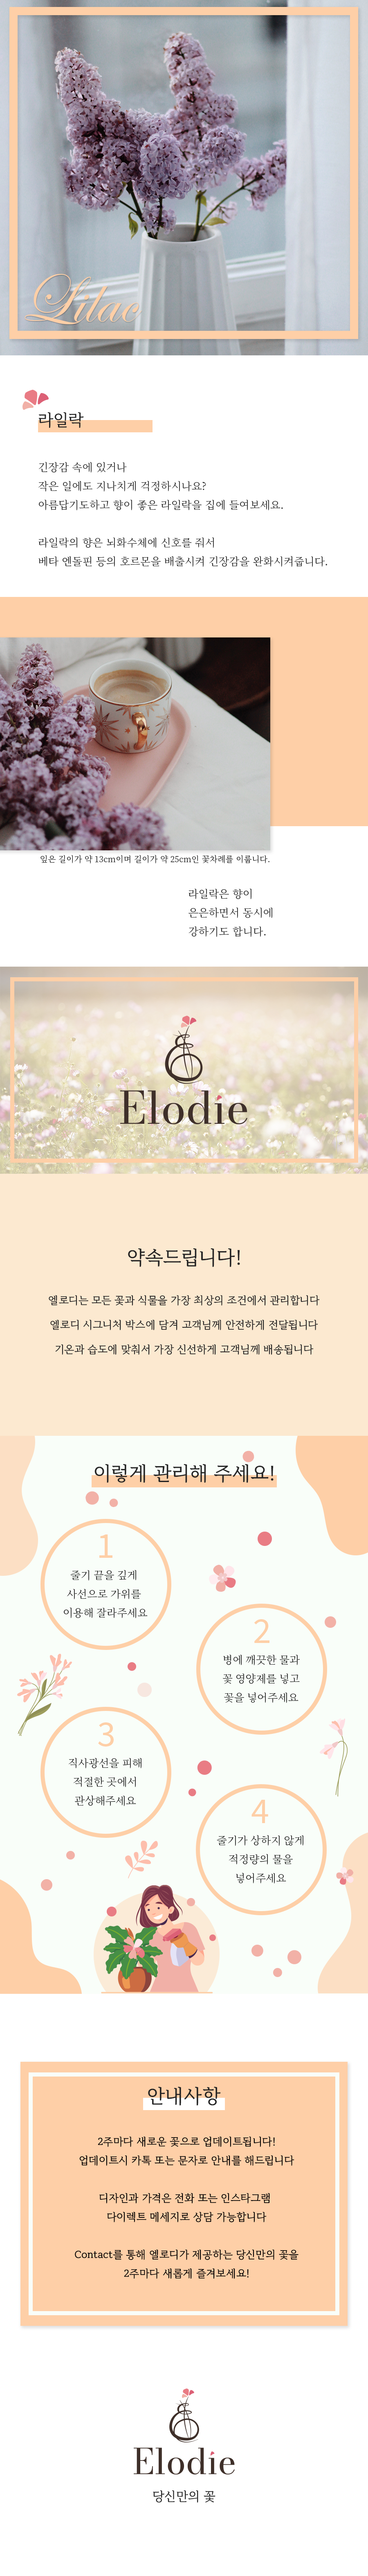 Lilac
라일락
긴장감 속에 있거나
작은 일에도 지나치게 걱정하시나요?
아름답기도하고 향이 좋은 라일락을 집에 들여보세요.
라일락의 향은 뇌화수체에 신호를 줘서
베타 엔돌핀 등의 호르몬을 배출시켜 긴장감을 완화시켜줍니다.
잎은 길이가 약 13cm이며 길이가 약 25cm인 꽃차례를 이룹니다.
라일락은 향이
은은하면서 동시에
강하기도 합니다.
Elodie
약속드립니다!
엘로디는 모든 꽃과 식물을 가장 최상의 조건에서 관리합니다
엘로디 시그니처 박스에 담겨 고객님께 안전하게 전달됩니다
기온과 습도에 맞춰서 가장 신선하게 고객님께 배송됩니다
이렇게 관리해 주세요!
1
줄기 끝을 깊게
사선으로 가위를
이용해 잘라주세요
2
병에 깨끗한 물과
꽃 영양제를 넣고
꽃을 넣어주세요
3
직사광선을 피해
적절한 곳에서
관상해주세요
4
줄기가 상하지 않게
적정량의 물을
넣어주세요
안내사항
2주마다 새로운 꽃으로 업데이트됩니다!
업데이트시 카톡 또는 문자로 안내를 해드립니다
디자인과 가격은 전화 또는 인스타그램
다이렉트 메세지로 상담 가능합니다
Contact를 통해 엘로디가 제공하는 당신만의 꽃을
2주마다 새롭게 즐겨보세요!
Elodie
당신만의 꽃